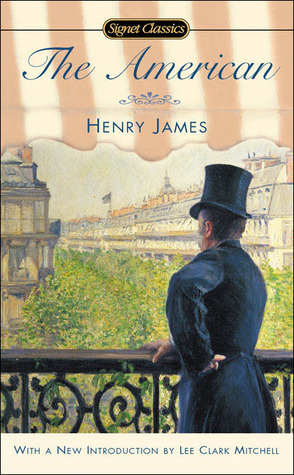 Signet Classics
The American
HENRY JAMES
WITH A NEW INTRODUCTION BY LEE CLARK MITCHELL